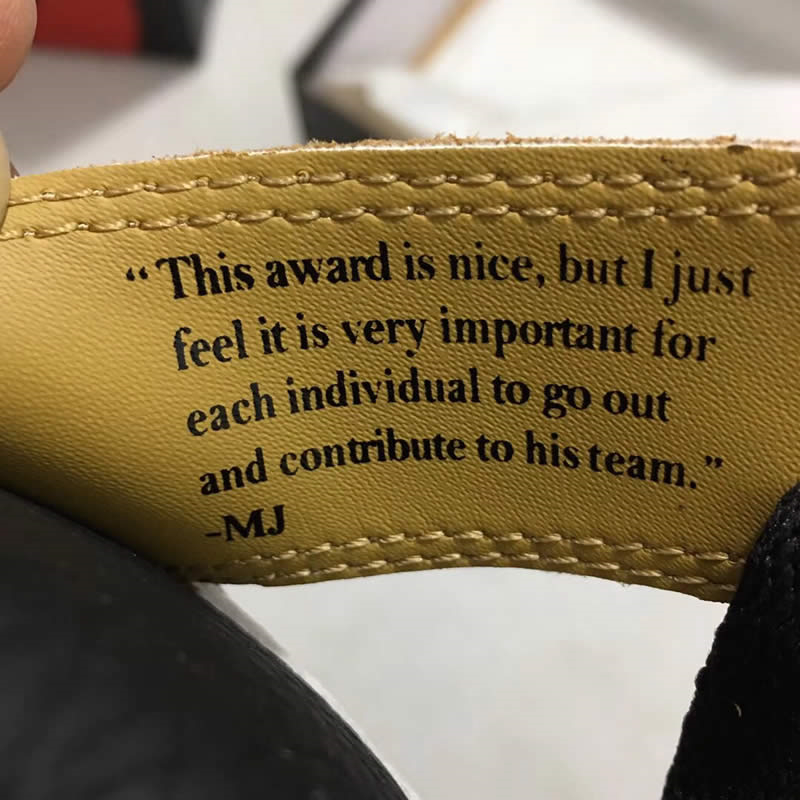 “This award is nice, but I just
feel it is very important for
each individual to go out
and contribute to his team.”
-MJ